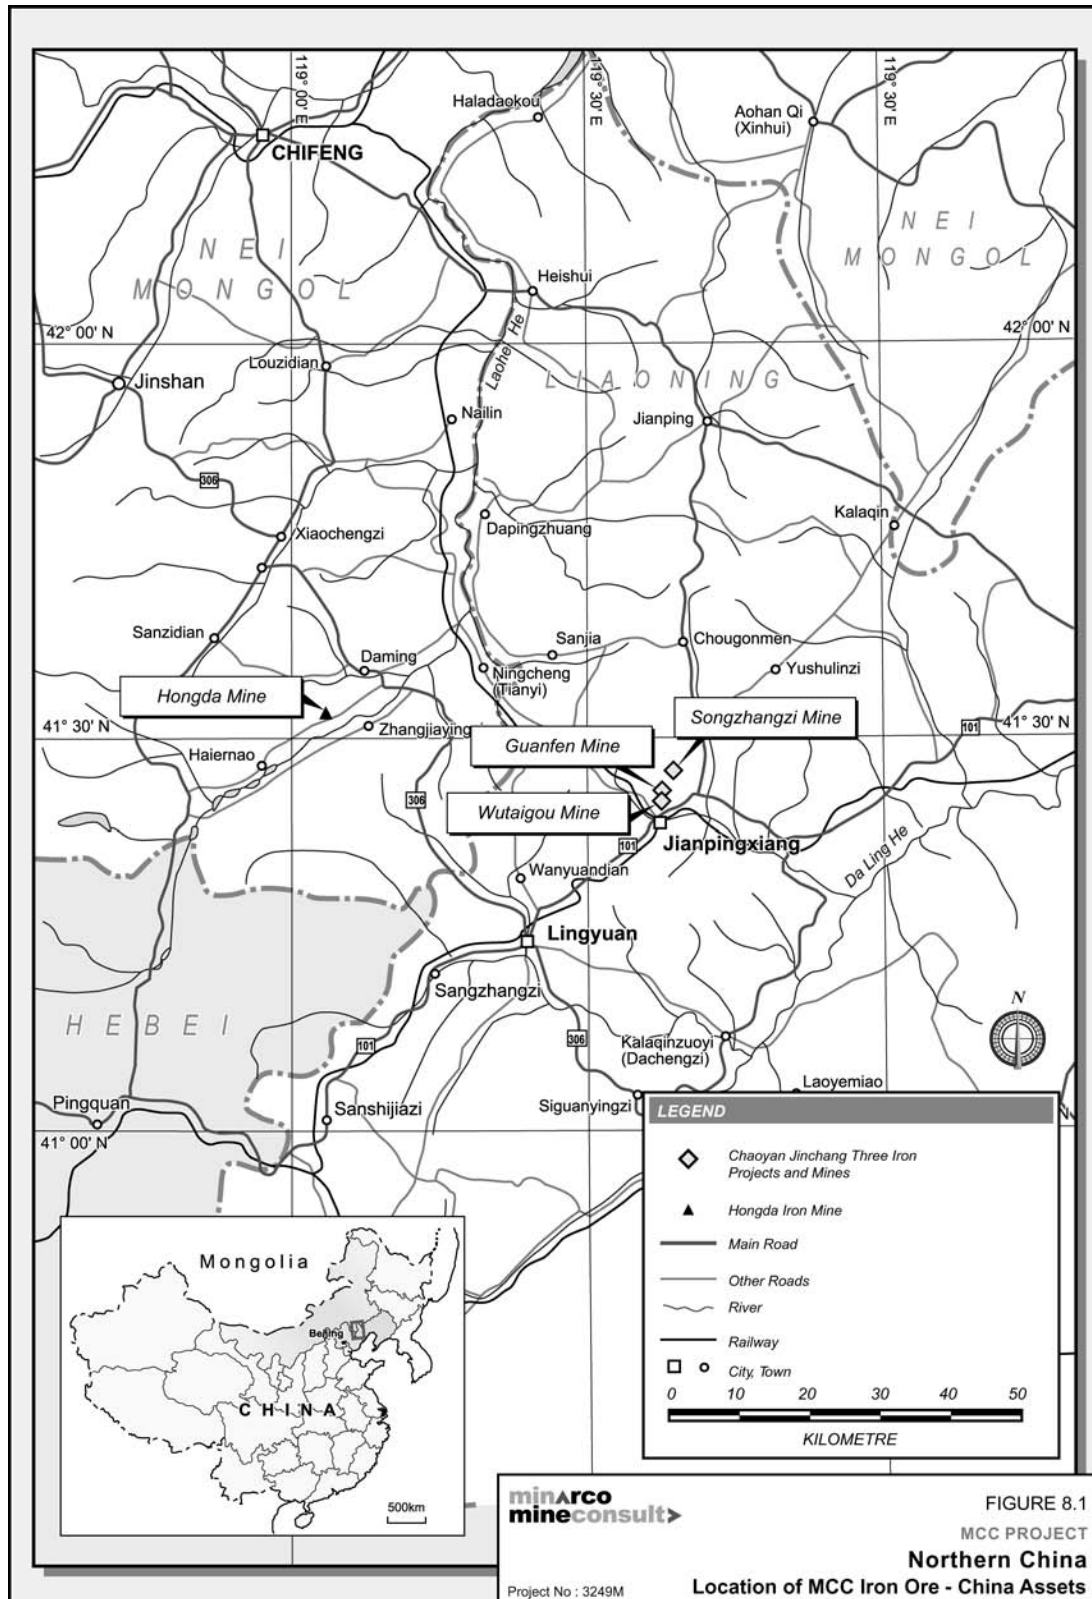 119° 00' E
119° 30' E
119° 30' E
Haladaokou
Aohan Qi
(Xinhui)
CHIFENG
NEI
MONGOL
NEI
MONGOL
Heishui
Laohei He
42° 00' N
42° 00' N
Louzidian
LIAONING
Jinshan
Nailin
Jianping
306
Kalaqin
Dapingzhuang
Xiaochengzi
Sanzidian
Sanjia
Chougonmen
Daming
Ningcheng
(Tianyi)
Yushulinzi
Hongda Mine
Songzhangzi Mine
41° 30' N
Zhangjiaying
41° 30' N
101
Guanfen Mine
Haiernao
306
Wutaigou Mine
101
Jianpingxiang
Da Ling He
Wanyuandian
Lingyuan
Sangzhangzi
HEBEI
N
101
306
Kalaqinzuoyi
(Dachengzi)
Laoyemiao
Pingquan
Sanshijiazi
Siguanyingzi
41° 00' N
N
LEGEND
Chaoyan Jinchang Three Iron
Projects and Mines
Hongda Iron Mine
Main Road
Other Roads
River
Railway
City, Town
0 10 20 30 40 50
KILOMETRE
Mongolia
Beijing
CHINA
500km
minarco
mineconsult
Project No : 3249M
FIGURE 8.1
MCC PROJECT
Northern China
Location of MCC Iron Ore - China Assets